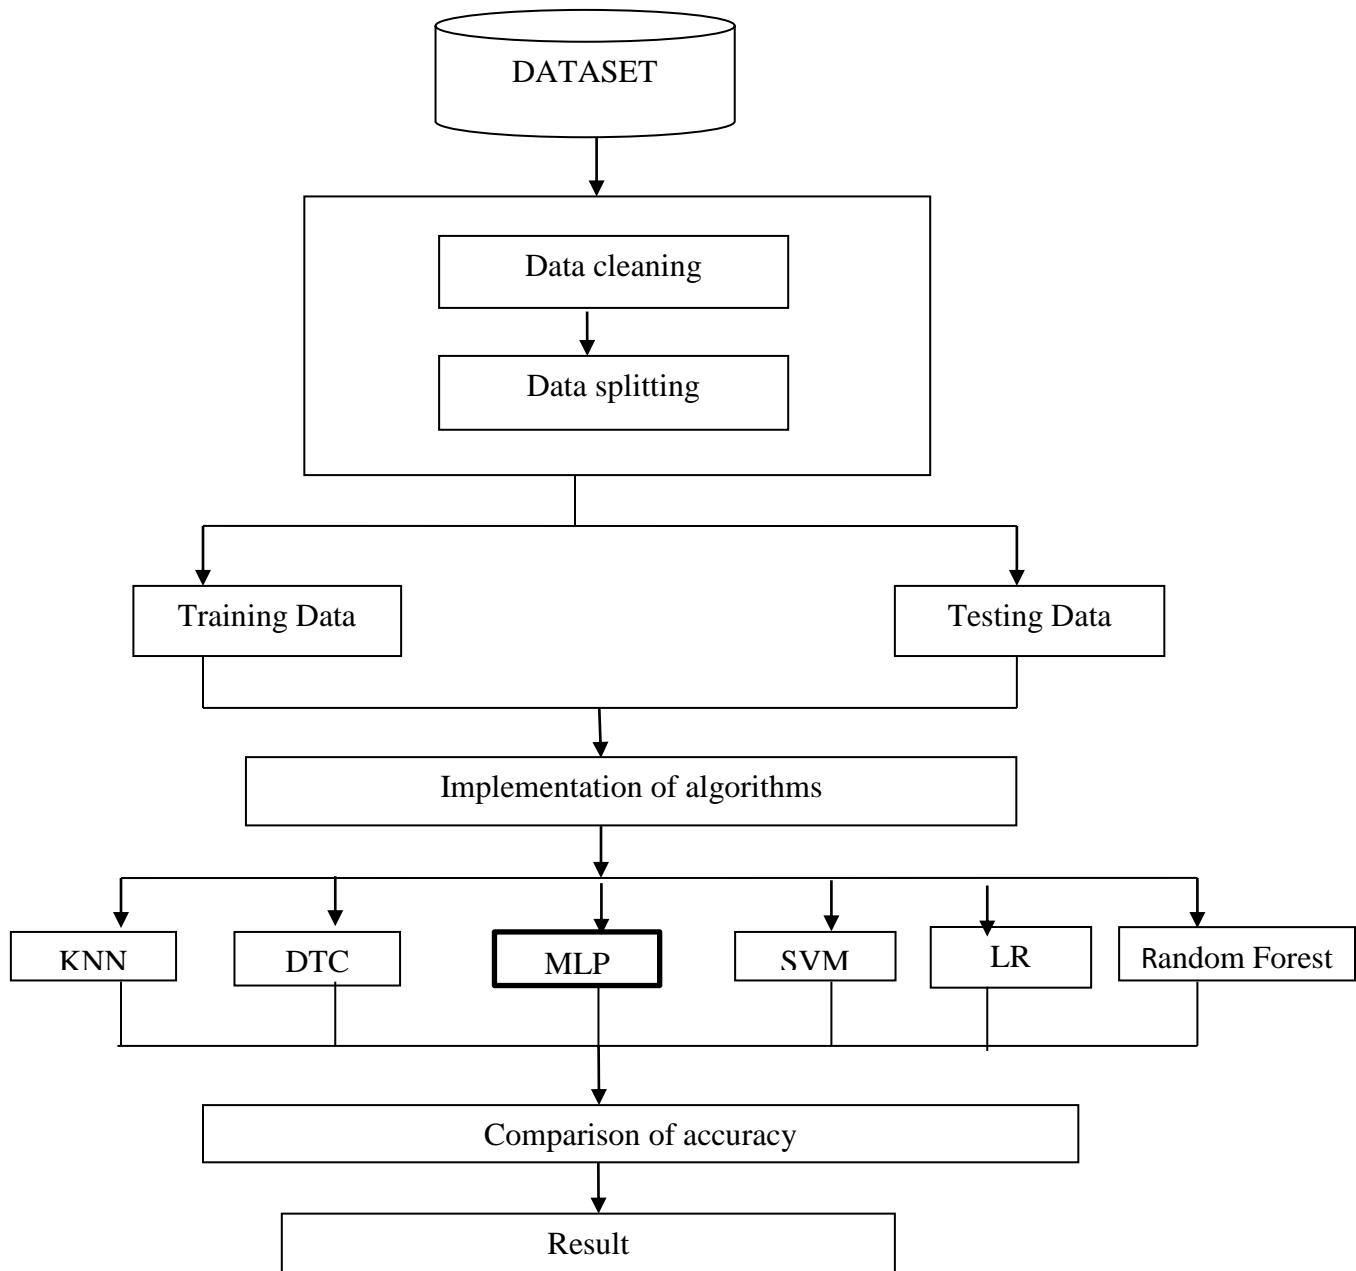 DATASET
Data cleaning
Data splitting
Training Data
Testing Data
Implementation of algorithms
KNN
DTC
MLP
SVM
LR
Random Forest
Comparison of accuracy
Result